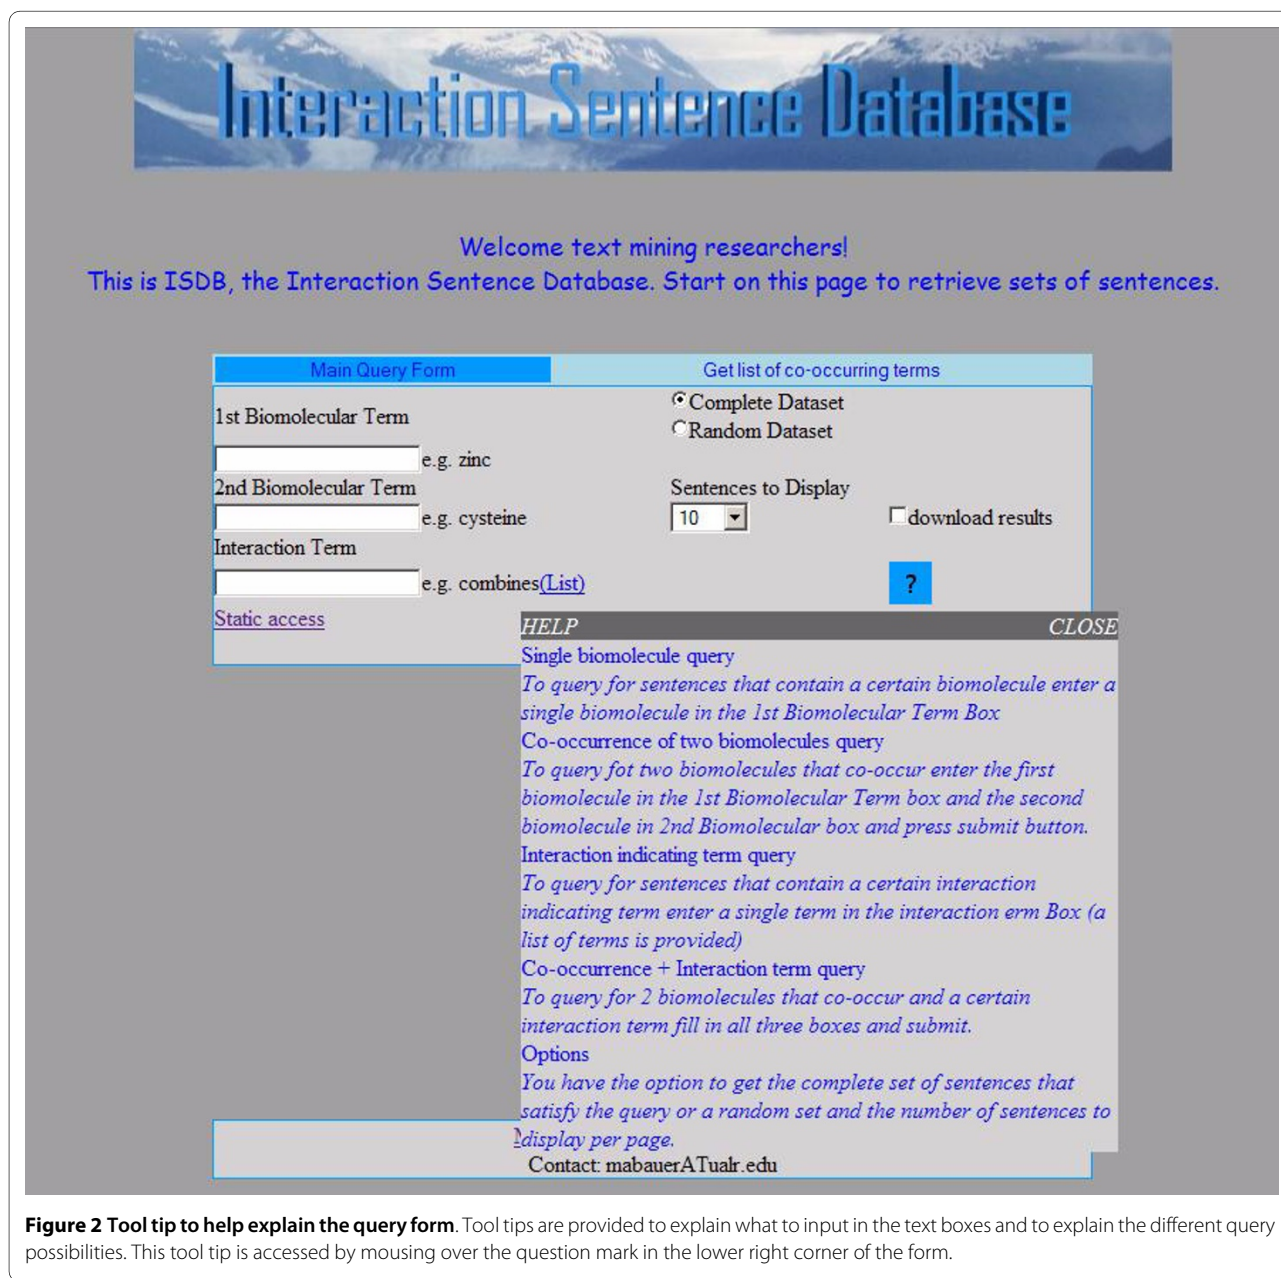 Interaction Sentence Database
Welcome text mining researchers!
This is ISDB, the Interaction Sentence Database. Start on this page to retrieve sets of sentences.
Main Query Form
Get list of co-occurring terms
1st Biomolecular Term
Complete Dataset
Random Dataset
e.g. zinc
2nd Biomolecular Term
Sentences to Display
e.g. cysteine
10
download results
Interaction Term
e.g. combines(List)
?
Static access
HELP
CLOSE
Single biomolecule query
To query for sentences that contain a certain biomolecule enter a
single biomolecule in the 1st Biomolecular Term Box
Co-occurrence of two biomolecules query
To query fot two biomolecules that co-occur enter the first
biomolecule in the 1st Biomolecular Term box and the second
biomolecule in 2nd Biomolecular box and press submit button.
Interaction indicating term query
To query for sentences that contain a certain interaction
indicating term enter a single term in the interaction erm Box (a
list of terms is provided)
Co-occurrence + Interaction term query
To query for 2 biomolecules that co-occur and a certain
interaction term fill in all three boxes and submit.
Options
You have the option to get the complete set of sentences that
satisfy the query or a random set and the number of sentences to
display per page.
Contact: mabauerATualr.edu
Figure 2 Tool tip to help explain the query form. Tool tips are provided to explain what to input in the text boxes and to explain the different query
possibilities. This tool tip is accessed by mousing over the question mark in the lower right corner of the form.